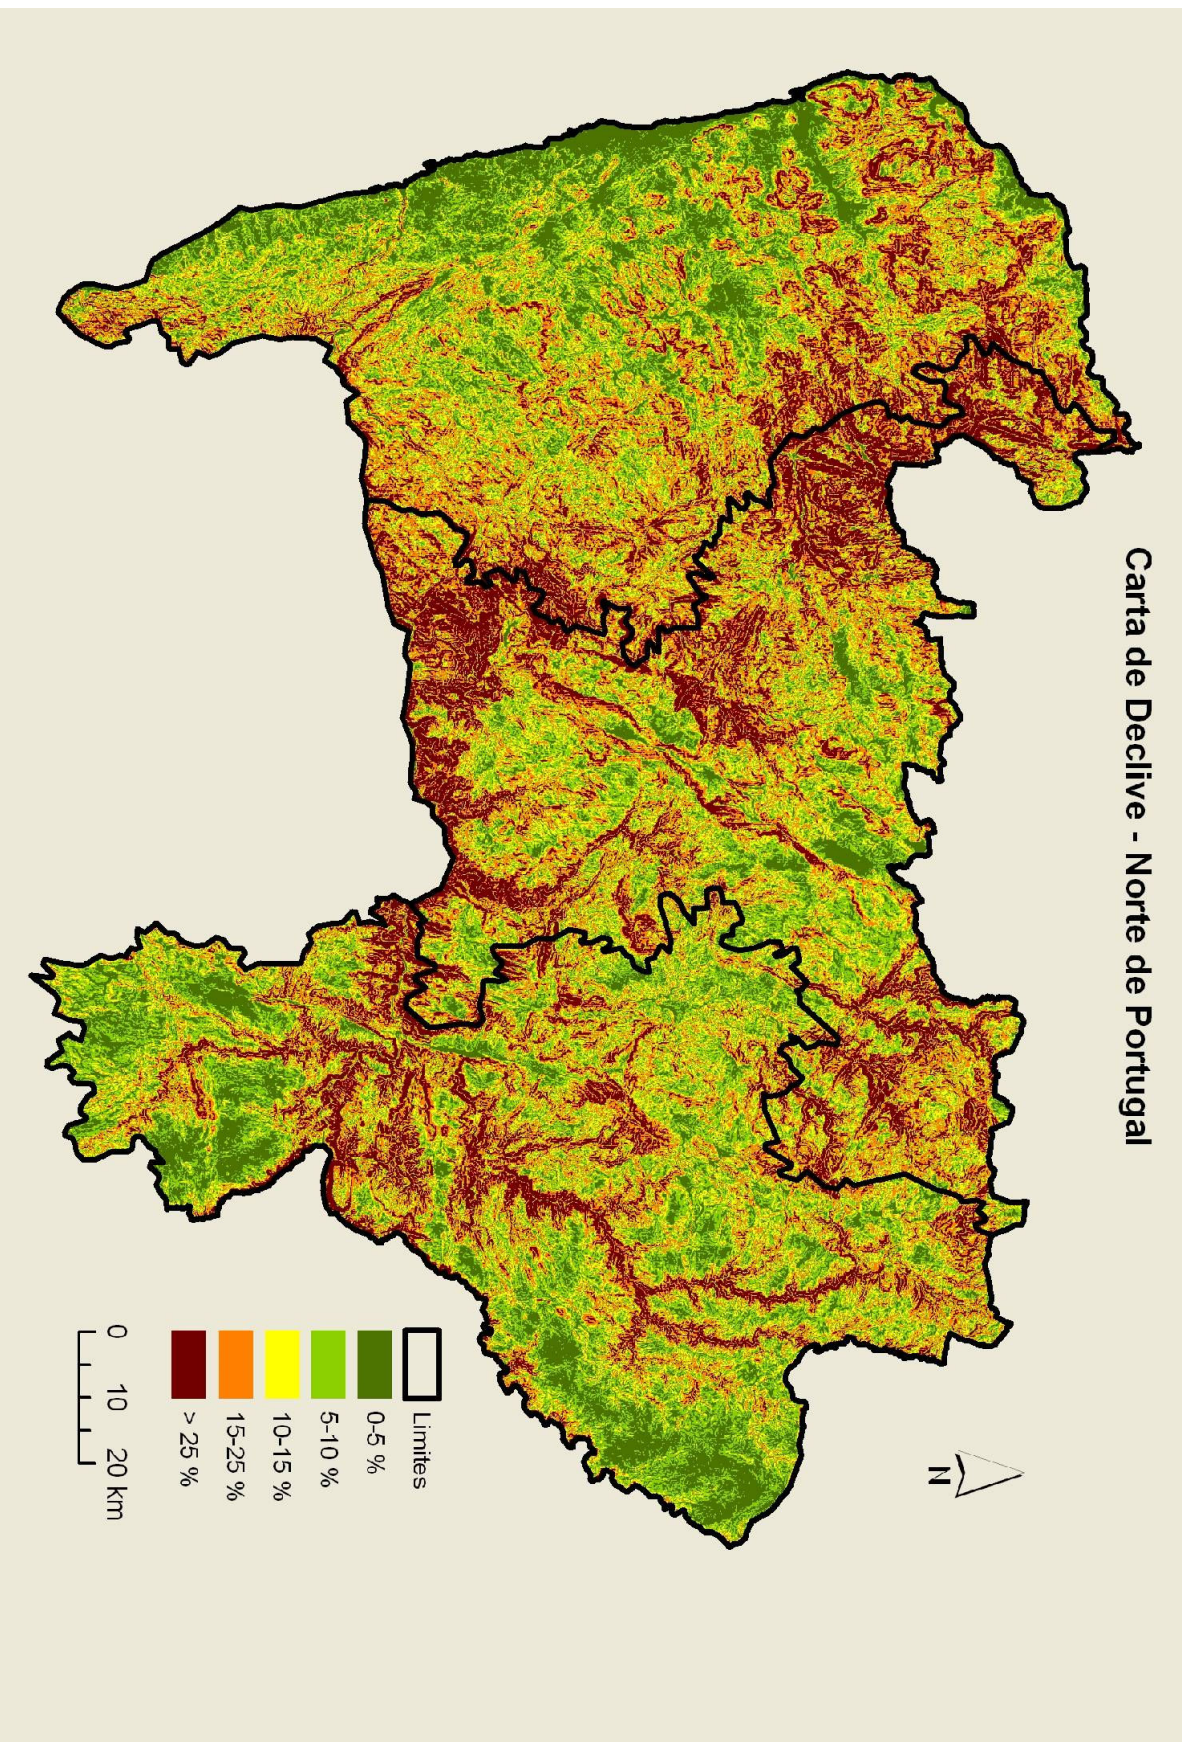 Carta de Declive - Norte de Portugal
N
Limites
0-5 %
5-10 %
10-15 %
15-25 %
> 25 %
0 10 20 km